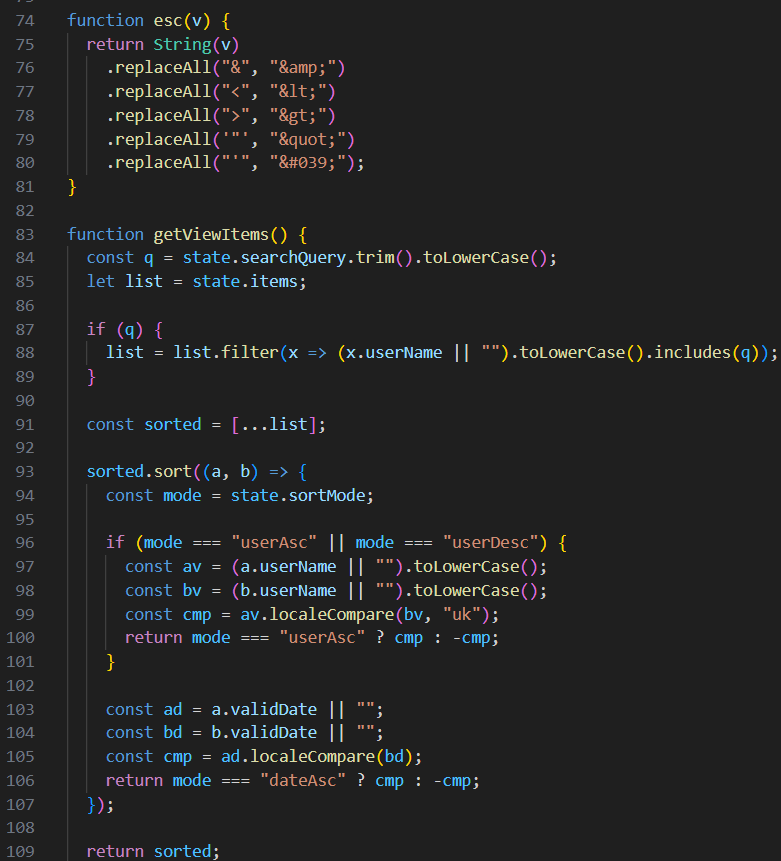 74 function esc(v) {
75 return String(v)
76 .replaceAll("&", "&amp;")
77 .replaceAll("<", "&lt;")
78 .replaceAll(">", "&gt;")
79 .replaceAll('"', "&quot;")
80 .replaceAll("'", "&#039;");
81 }
82
83 function getViewItems() {
84 const q = state.searchQuery.trim().toLowerCase();
85 let list = state.items;
86
87 if (q) {
88 list = list.filter(x => (x.userName || "").toLowerCase().includes(q));
89 }
90
91 const sorted = [...list];
92
93 sorted.sort((a, b) => {
94 const mode = state.sortMode;
95
96 if (mode === "userAsc" || mode === "userDesc") {
97 const av = (a.userName || "").toLowerCase();
98 const bv = (b.userName || "").toLowerCase();
99 const cmp = av.localeCompare(bv, "uk");
100 return mode === "userAsc" ? cmp : -cmp;
101 }
102
103 const ad = a.validDate || "";
104 const bd = b.validDate || "";
105 const cmp = ad.localeCompare(bd);
106 return mode === "dateAsc" ? cmp : -cmp;
107 });
108
109 return sorted;